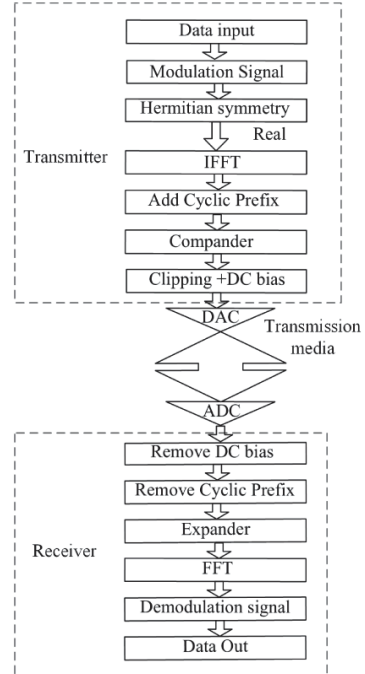 Data input
Modulation Signal
Hermitian symmetry
Real
Transmitter
IFFT
Add Cyclic Prefix
Compander
Clipping +DC bias
DAC
Transmission
media
ADC
Remove DC bias
Remove Cyclic Prefix
Expander
Receiver
FFT
Demodulation signal
Data Out